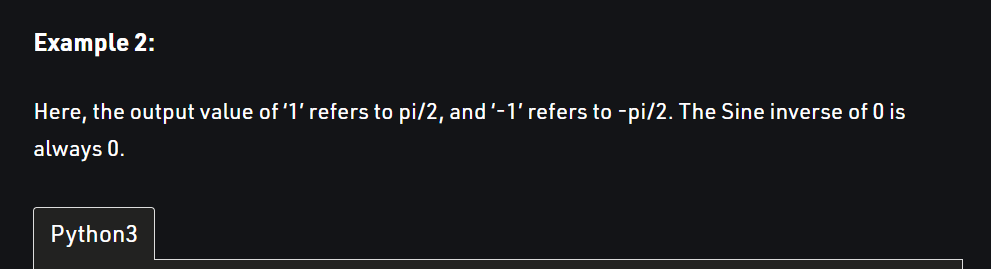 Example 2:
Here, the output value of ‘1’ refers to pi/2, and ‘-1’ refers to -pi/2. The Sine inverse of 0 is
always 0.
Python3